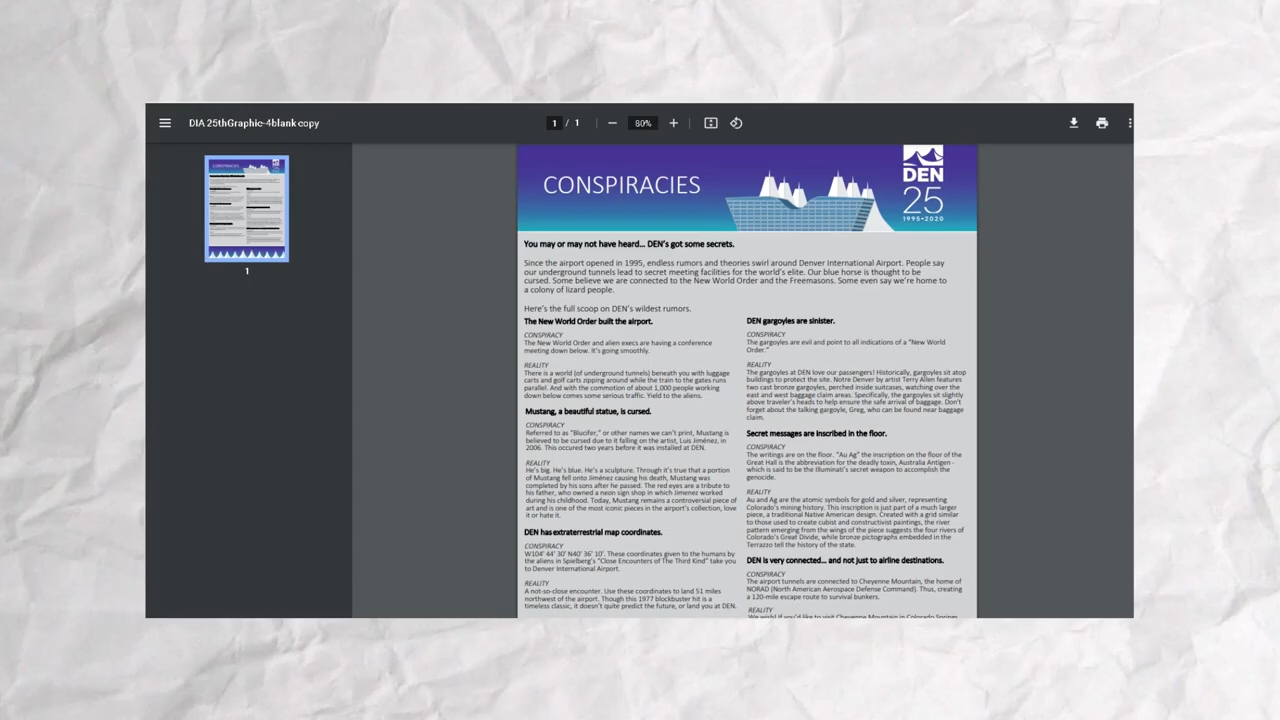 DIA 25thGraphic-4blank copy
1 / 1
80%
1
CONSPIRACIES
DEN
25
1995•2020
You may or may not have heard... DEN's got some secrets.
Since the airport opened in 1995, endless rumors and theories swirl around Denver International Airport. People say
our underground tunnels lead to secret meeting facilities for the world's elite. Our blue horse is thought to be
cursed. Some believe we are connected to the New World Order and the Freemasons. Some even say we're home to
a colony of lizard people.
Here's the full scoop on DEN's wildest rumors.
The New World Order built the airport.
CONSPIRACY
The New World Order and alien execs are having a conference
meeting down below. It's going smoothly.
REALITY
There is a world (of underground tunnels) beneath you with luggage
carts and golf carts zipping around while the train to the gates runs
parallel. And with the commotion of about 1,000 people working
down below comes some serious traffic. Yield to the aliens.
Mustang, a beautiful statue, is cursed.
CONSPIRACY
Referred to as "Blucifer," or other names we can't print, Mustang is
believed to be cursed due to it falling on the artist, Luis Jiménez, in
2006. This occured two years before it was installed at DEN.
REALITY
He's big. He's blue. He's a sculpture. Through it's true that a portion
of Mustang fell onto Jiménez causing his death, Mustang was
completed by his sons after he passed. The red eyes are a tribute to
his father, who owned a neon sign shop in which Jimenez worked
during his childhood. Today, Mustang remains a controversial piece of
art and is one of the most iconic pieces in the airport's collection, love
it or hate it.
DEN has extraterrestrial map coordinates.
CONSPIRACY
W104' 44' 30' N40' 36' 10'. These coordinates given to the humans by
the aliens in Spielberg's "Close Encounters of The Third Kind" take you
to Denver International Airport.
REALITY
A not-so-close encounter. Use these coordinates to land 51 miles
northwest of the airport. Though this 1977 blockbuster hit is a
timeless classic, it doesn't quite predict the future, or land you at DEN.
DEN gargoyles are sinister.
CONSPIRACY
The gargoyles are evil and point to all indications of a "New World
Order."
REALITY
The gargoyles at DEN love our passengers! Historically, gargoyles sit atop
buildings to protect the site. Notre Denver by artist Terry Allen features
two cast bronze gargoyles, perched inside suitcases, watching over the
east and west baggage claim areas. Specifically, the gargoyles sit slightly
above traveler's heads to help ensure the safe arrival of baggage. Don't
forget about the talking gargoyle, Greg, who can be found near baggage
claim.
Secret messages are inscribed in the floor.
CONSPIRACY
The writings are on the floor. "Au Ag" the inscription on the floor of the
Great Hall is the abbreviation for the deadly toxin, Australia Antigen -
which is said to be the Illuminati's secret weapon to accomplish the
genocide.
REALITY
Au and Ag are the atomic symbols for gold and silver, representing
Colorado's mining history. This inscription is just part of a much larger
piece, a traditional Native American design. Created with a grid similar
to those used to create cubist and constructivist paintings, the river
pattern emerging from the wings of the piece suggests the four rivers of
Colorado's Great Divide, while bronze pictographs embedded in the
Terrazzo tell the history of the state.
DEN is very connected... and not just to airline destinations.
CONSPIRACY
The airport tunnels are connected to Cheyenne Mountain, the home of
NORAD (North American Aerospace Defense Command). Thus, creating
a 120-mile escape route to survival bunkers.
REALITY
We wish! If you'd like to visit Cheyenne Mountain in Colorado Springs